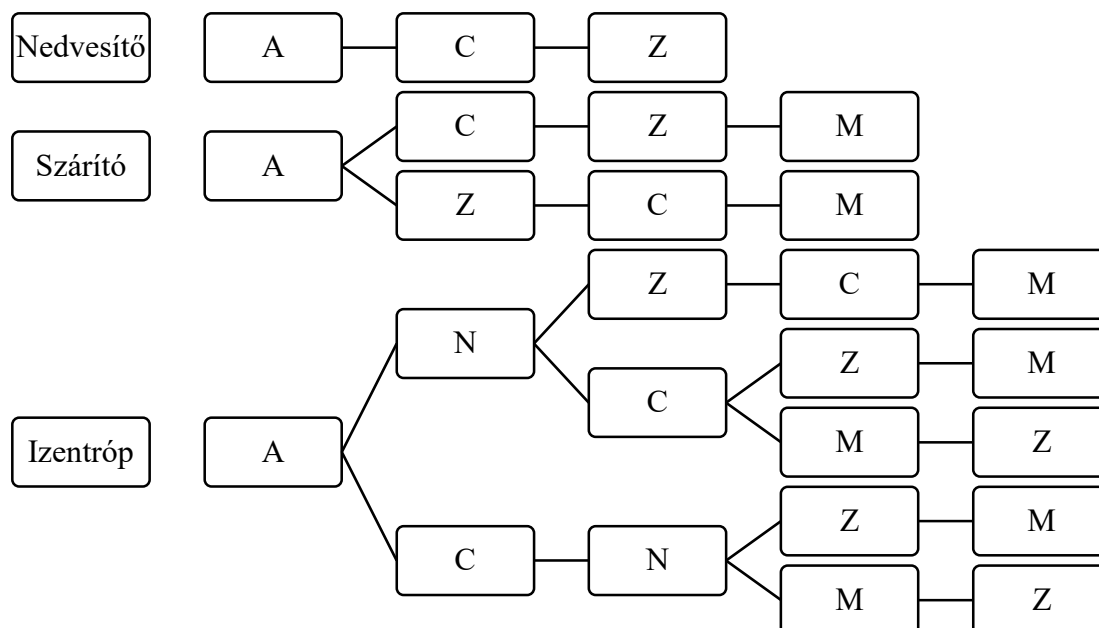 Nedvesítő A C Z
C Z M
Szárító A
Z C M
Z C M
N
Z M
C
Izentróp A
M Z
Z M
C N
M Z